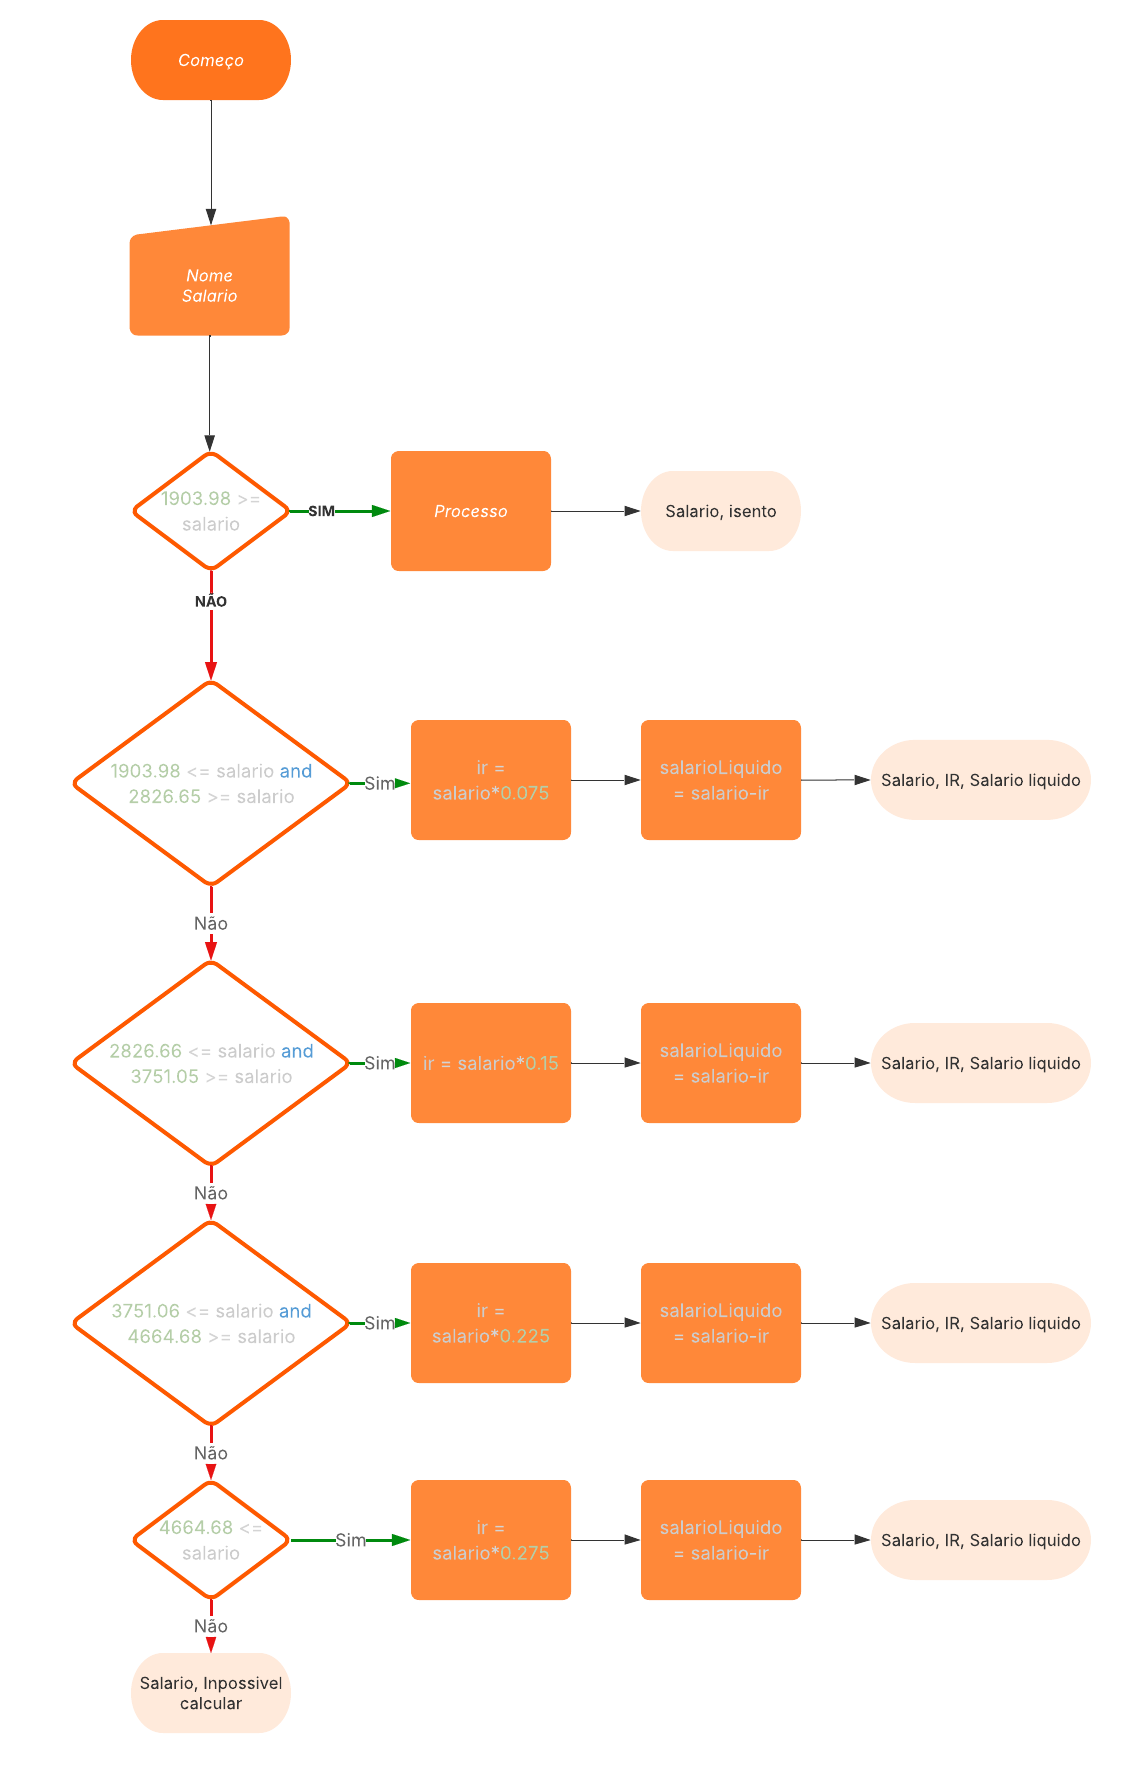 Começo
Nome
Salario
1903.98 >=
salario
SIM
Processo
Salario, isento
NÃO
1903.98 <= salario and
2826.65 >= salario
Sim
ir =
salario*0.075
salarioLiquido
= salario-ir
Salario, IR, Salario liquido
Não
2826.66 <= salario and
3751.05 >= salario
Sim
ir = salario*0.15
salarioLiquido
= salario-ir
Salario, IR, Salario liquido
Não
3751.06 <= salario and
4664.68 >= salario
Sim
ir =
salario*0.225
salarioLiquido
= salario-ir
Salario, IR, Salario liquido
Não
4664.68 <=
salario
Sim
ir =
salario*0.275
salarioLiquido
= salario-ir
Salario, IR, Salario liquido
Não
Salario, Inpossivel
calcular